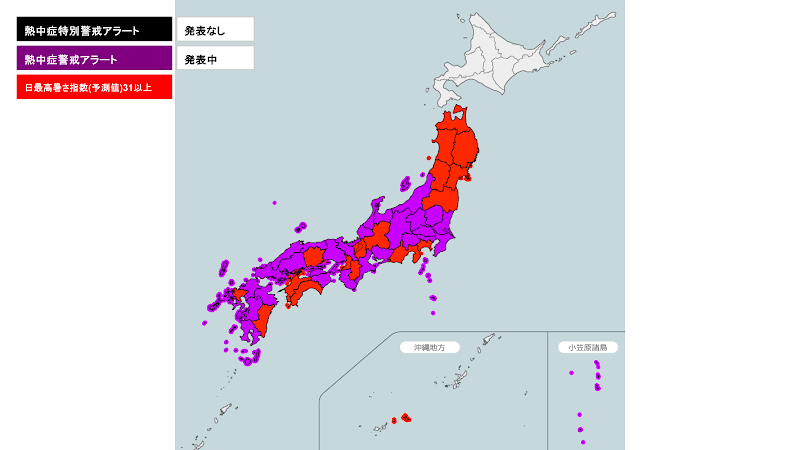 熱中症特別警戒アラート
発表なし
熱中症警戒アラート
発表中
日最高暑さ指数(予測値)31以上
沖縄地方
小笠原諸島